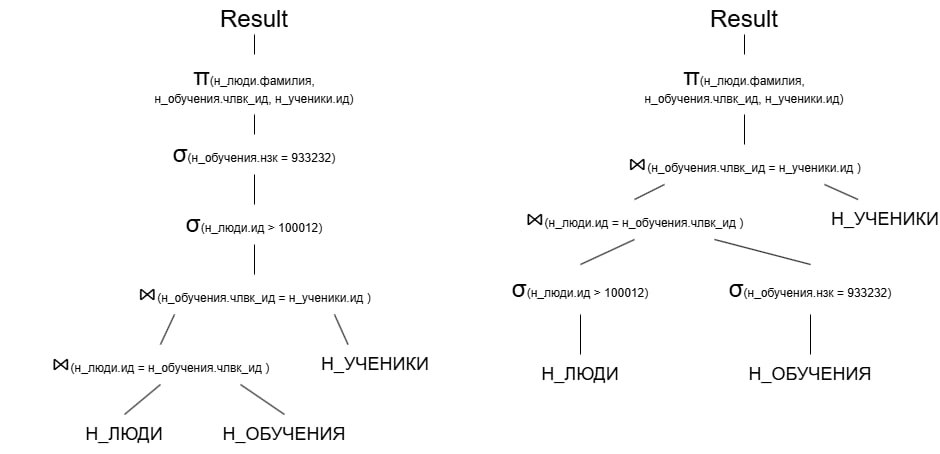 Result
π(н_люди.фамилия,
н_обучения.члвк_ид, н_ученики.ид)
σ(н_обучения.нзк = 933232)
σ(н_люди.ид > 100012)
⋈(н_обучения.члвк_ид = н_ученики.ид )
⋈(н_люди.ид = н_обучения.члвк_ид )
Н_УЧЕНИКИ
Н_ЛЮДИ
Н_ОБУЧЕНИЯ
Result
π(н_люди.фамилия,
н_обучения.члвк_ид, н_ученики.ид)
⋈(н_обучения.члвк_ид = н_ученики.ид )
⋈(н_люди.ид = н_обучения.члвк_ид )
Н_УЧЕНИКИ
σ(н_люди.ид > 100012)
σ(н_обучения.нзк = 933232)
Н_ЛЮДИ
Н_ОБУЧЕНИЯ